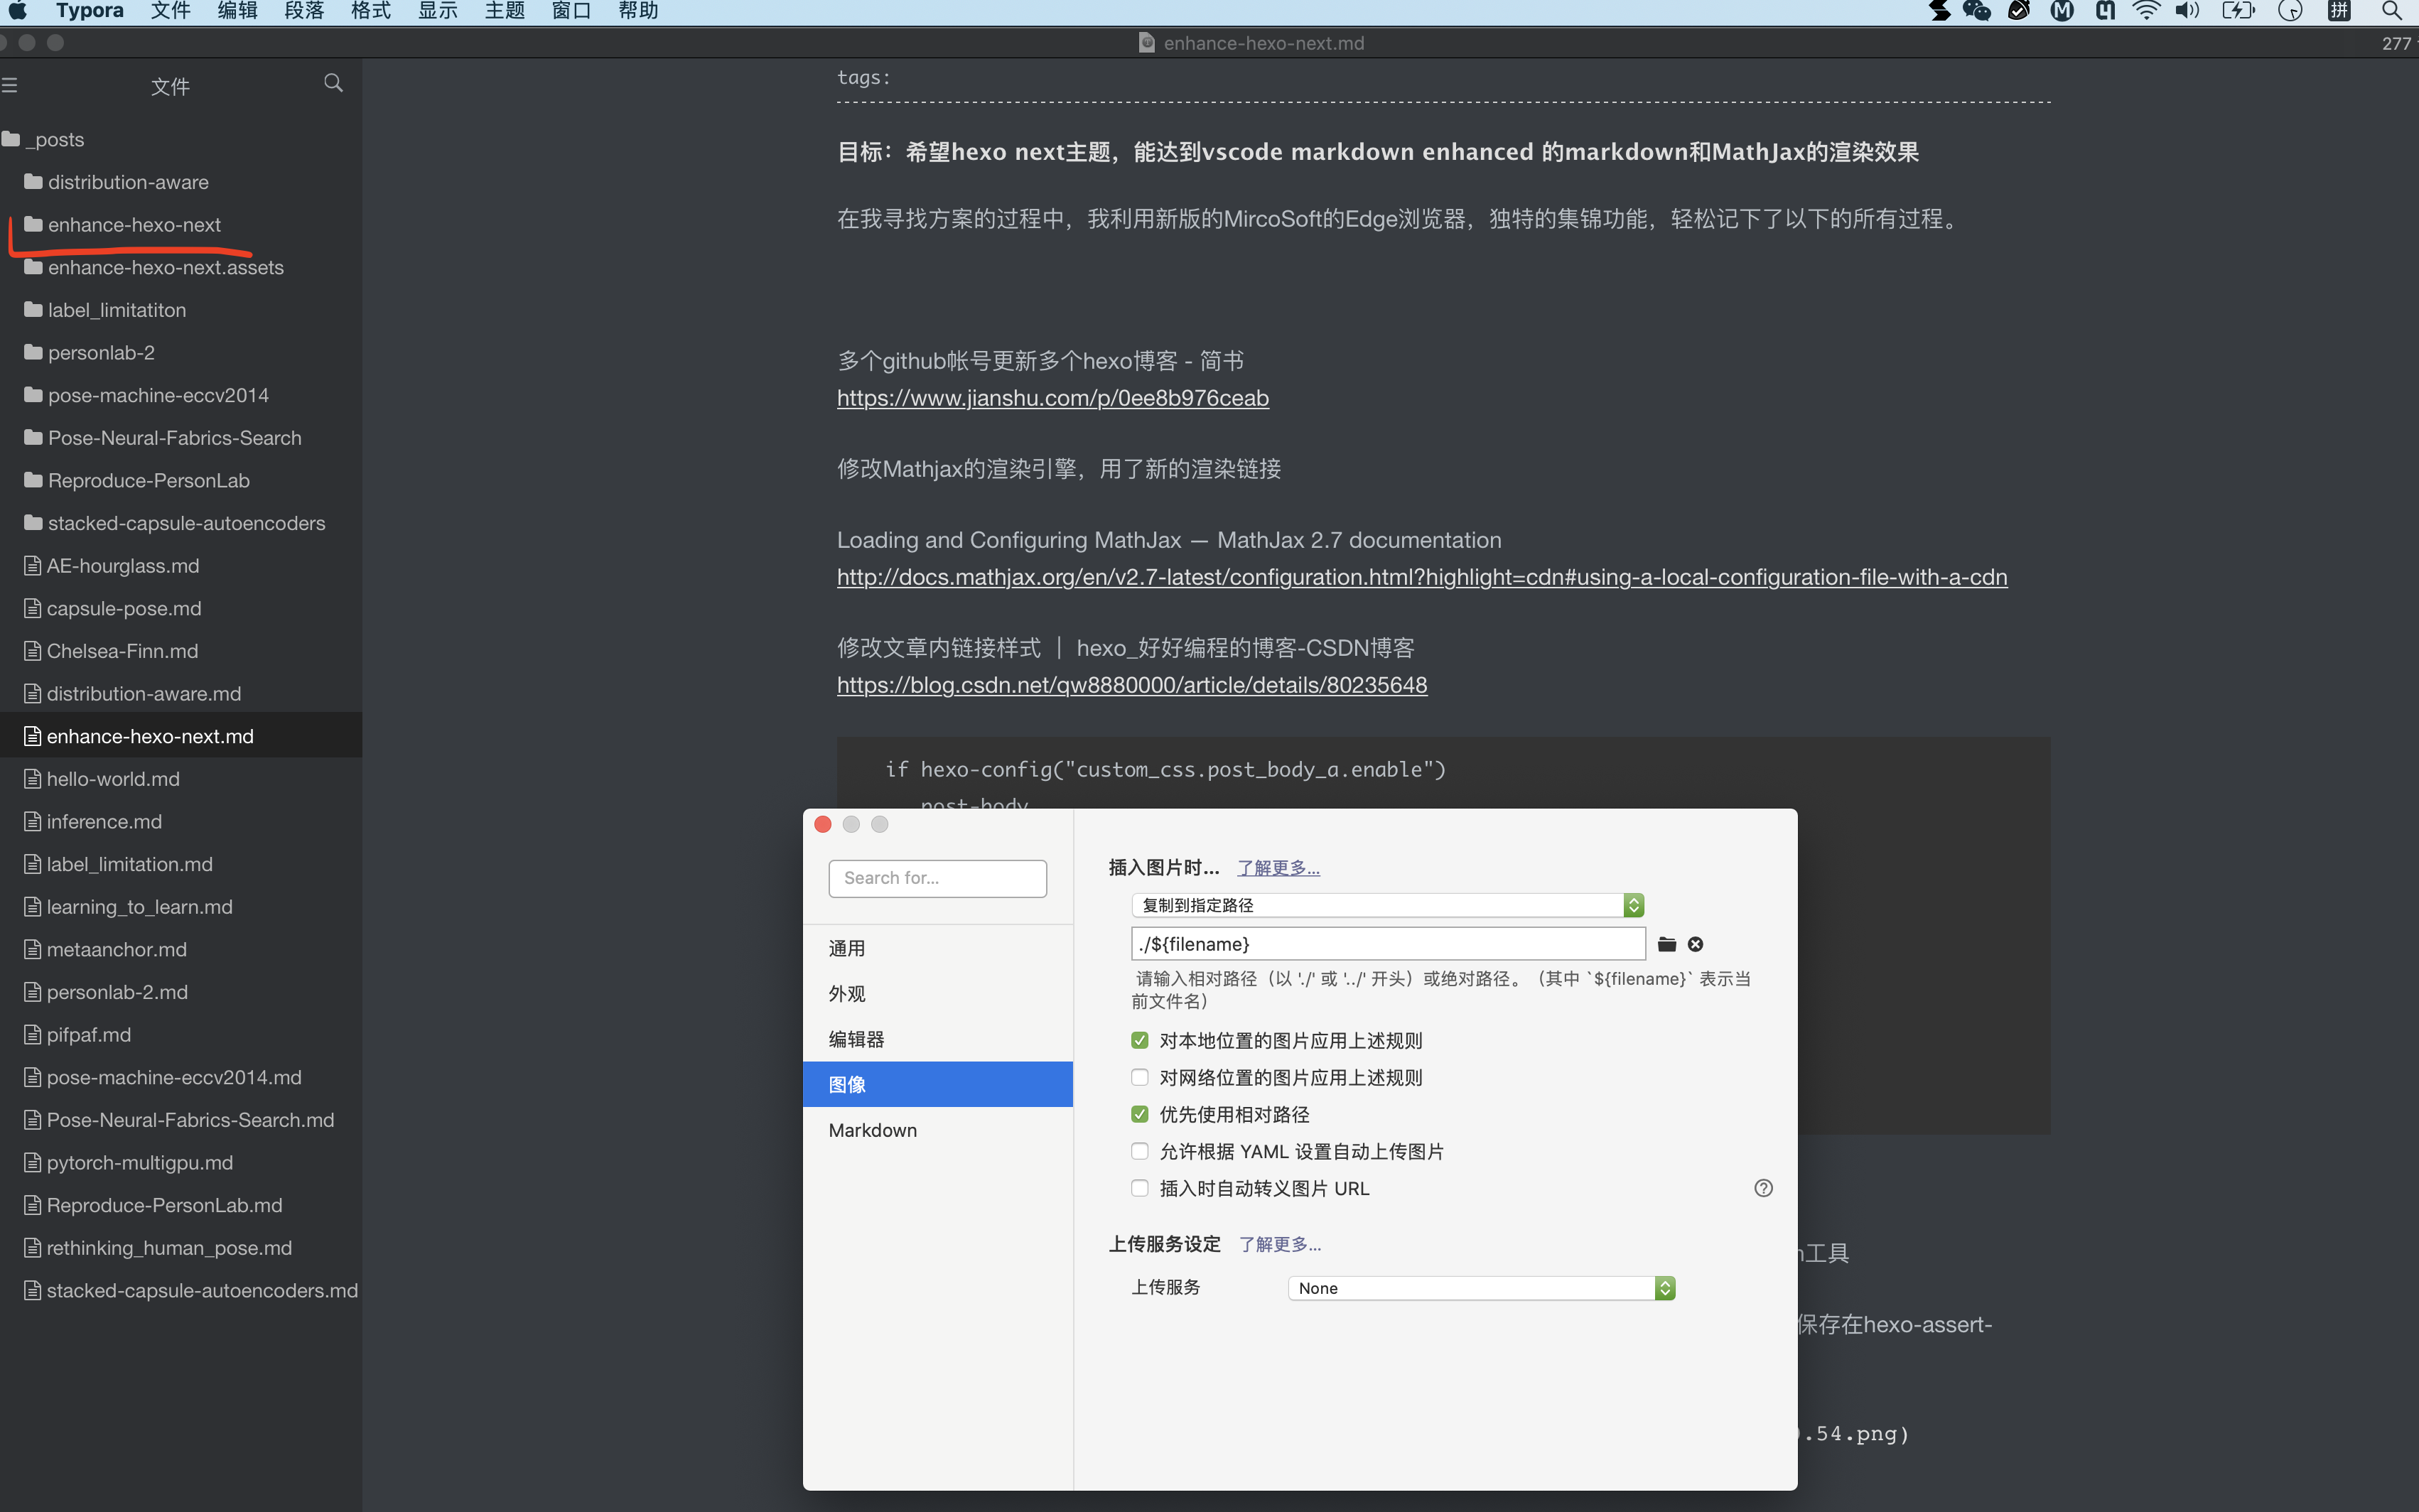 Typora 文件 编辑 段落 格式 显示 主题 窗口 帮助
enhance-hexo-next.md
277
文件
_posts
distribution-aware
enhance-hexo-next
enhance-hexo-next.assets
label_limitatiton
personlab-2
pose-machine-eccv2014
Pose-Neural-Fabrics-Search
Reproduce-PersonLab
stacked-capsule-autoencoders
AE-hourglass.md
capsule-pose.md
Chelsea-Finn.md
distribution-aware.md
enhance-hexo-next.md
hello-world.md
inference.md
label_limitation.md
learning_to_learn.md
metaanchor.md
personlab-2.md
pifpaf.md
pose-machine-eccv2014.md
Pose-Neural-Fabrics-Search.md
pytorch-multigpu.md
Reproduce-PersonLab.md
rethinking_human_pose.md
stacked-capsule-autoencoders.md
tags:
目标：希望hexo next主题，能达到vscode markdown enhanced 的markdown和MathJax的渲染效果
在我寻找方案的过程中，我利用新版的MircoSoft的Edge浏览器，独特的集锦功能，轻松记下了以下的所有过程。
多个github帐号更新多个hexo博客 - 简书
https://www.jianshu.com/p/0ee8b976ceab
修改Mathjax的渲染引擎，用了新的渲染链接
Loading and Configuring MathJax — MathJax 2.7 documentation
http://docs.mathjax.org/en/v2.7-latest/configuration.html?highlight=cdn#using-a-local-configuration-file-with-a-cdn
修改文章内链接样式 ｜ hexo_好好编程的博客-CSDN博客
https://blog.csdn.net/qw8880000/article/details/80235648
if hexo-config("custom_css.post_body_a.enable")
post-body
Search for...
通用
外观
编辑器
图像
Markdown
插入图片时... 了解更多...
复制到指定路径
./${filename}
请输入相对路径（以 './' 或 '../' 开头）或绝对路径。（其中 `${filename}` 表示当
前文件名）
对本地位置的图片应用上述规则
对网络位置的图片应用上述规则
优先使用相对路径
允许根据 YAML 设置自动上传图片
插入时自动转义图片 URL
上传服务设定 了解更多...
上传服务 None
工具
保存在hexo-assert-
.54.png)